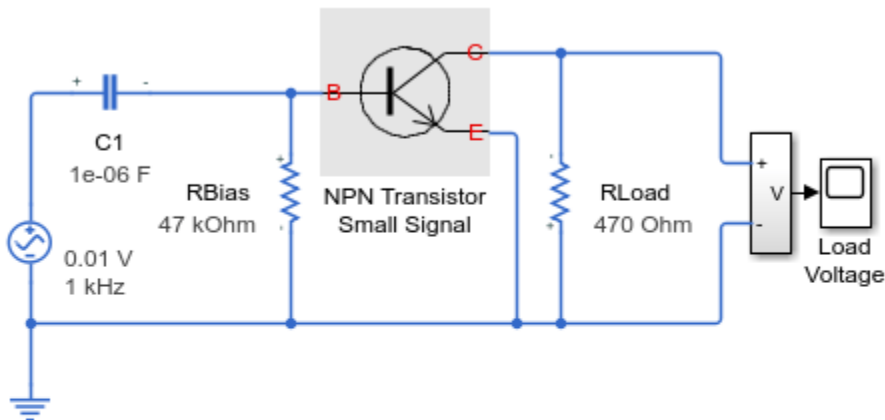 C
B
E
+ -
C1
1e-06 F
+
-
RBias
47 kOhm
NPN Transistor
Small Signal
-
+
RLoad
470 Ohm
+
-
V
+
-
0.01 V
1 kHz
Load
Voltage